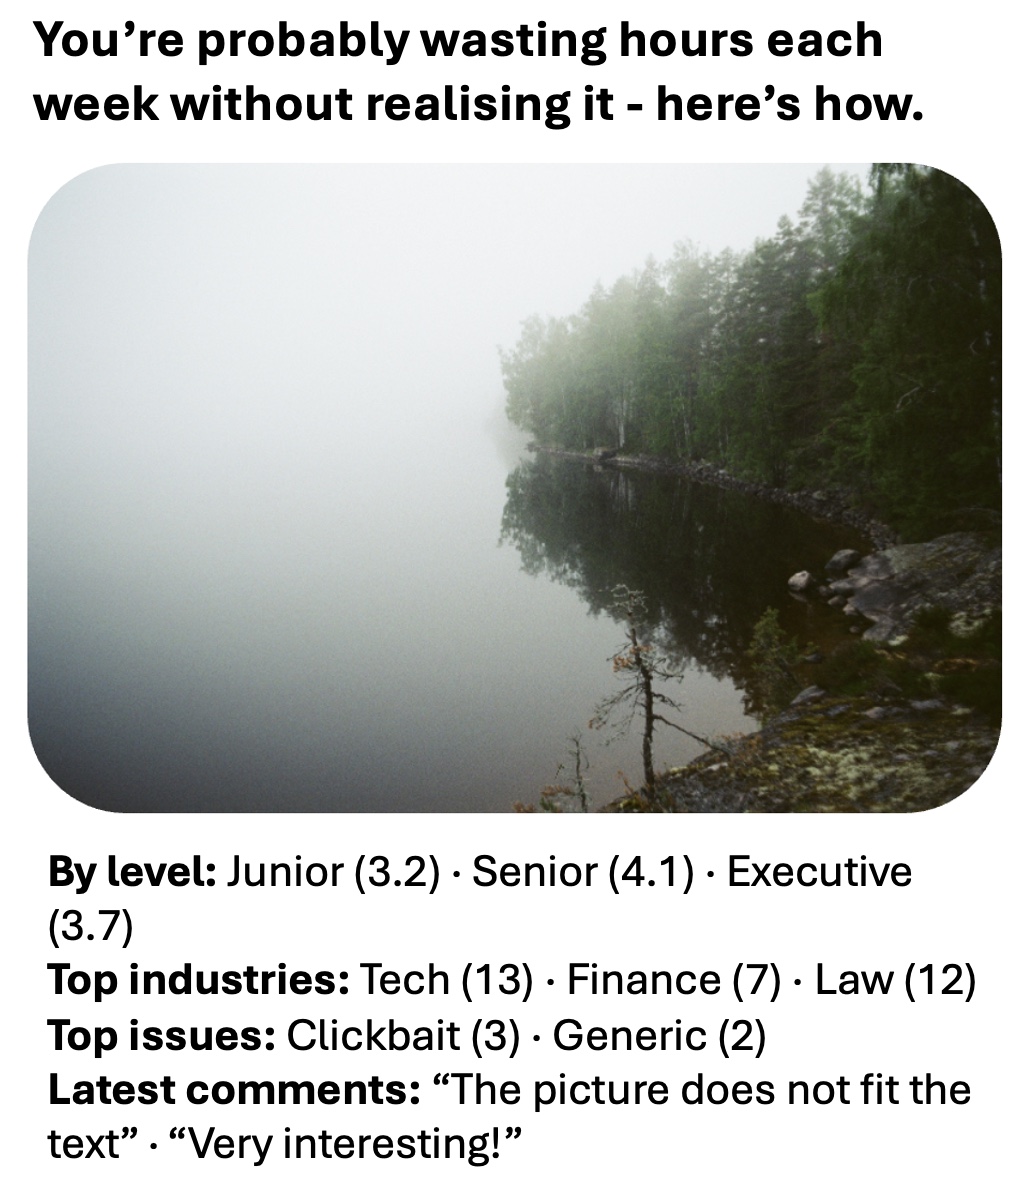 You’re probably wasting hours each
week without realising it - here’s how.
By level: Junior (3.2) · Senior (4.1) · Executive
(3.7)
Top industries: Tech (13) · Finance (7) · Law (12)
Top issues: Clickbait (3) · Generic (2)
Latest comments: “The picture does not fit the
text” · “Very interesting!”